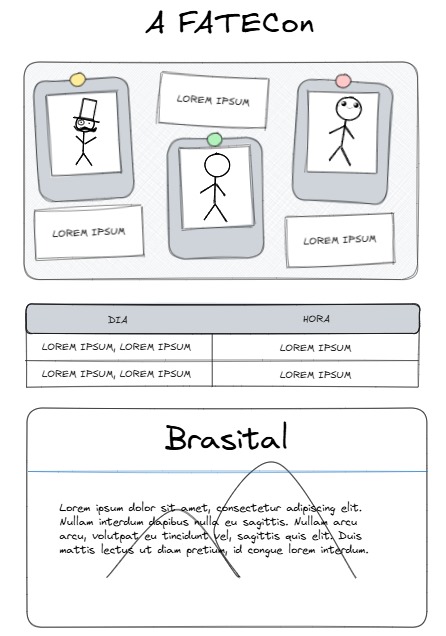 A FATECon
LOREM IPSUM
LOREM IPSUM
LOREM IPSUM
DIA HORA
LOREM IPSUM, LOREM IPSUM LOREM IPSUM
LOREM IPSUM, LOREM IPSUM LOREM IPSUM
Brasital
Lorem ipsum dolor sit amet, consectetur adipiscing elit.
Nullam interdum dapibus nulla eu sagittis. Nullam arcu
arcu, volutpat eu tincidunt vel, sagittis quis elit. Duis
mattis lectus ut diam pretium, id congue lorem interdum.